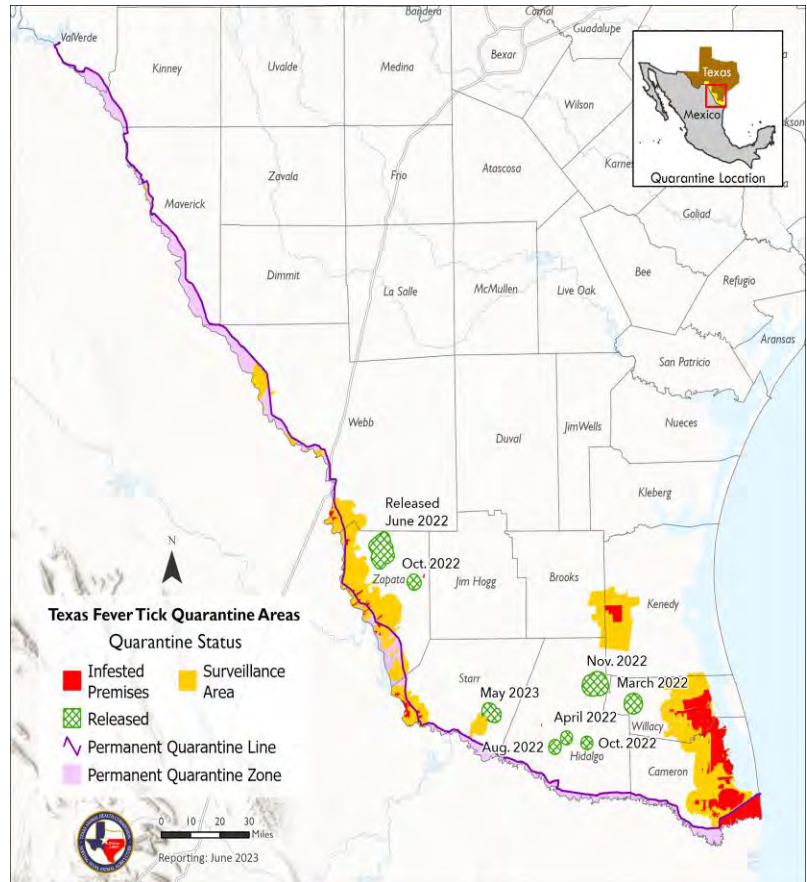 Bandera
Comal
Guadalupe
ValVerde
Bexar
Kinney
Uvalde
Medina
Wilson
Texas
Mexico
Quarantine Location
Karnes
Atascosa
Zavala
Frio
Maverick
Goliad
Bee
Dimmit
La Salle
McMullen
Live Oak
Refugio
Aransas
San Patricio
Webb
Duval
JimWells
Nueces
Kleberg
Released
June 2022
Oct. 2022
N
Zapata
Jim Hogg
Brooks
Kenedy
Texas Fever Tick Quarantine Areas
Quarantine Status
Infested
Premises
Surveillance
Area
Released
Permanent Quarantine Line
Permanent Quarantine Zone
Nov. 2022
March 2022
Starr
May 2023
April 2022
Willacy
Aug. 2022
Hidalgo
Oct. 2022
Cameron
0 10 20 30
Miles
Reporting: June 2023